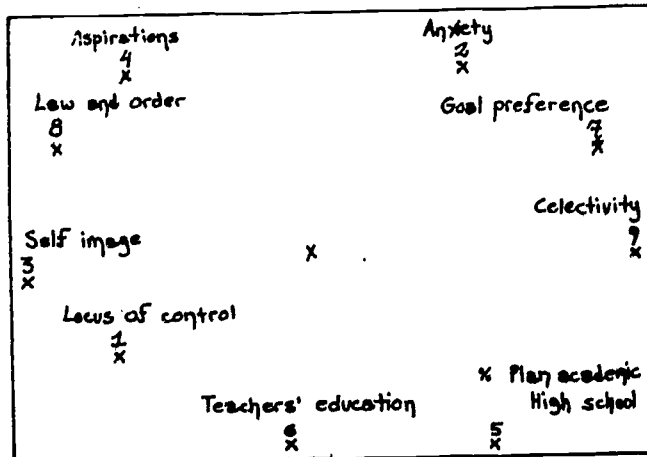 Aspirations
4
x
Anxiety
2
x
Law and order
8
x
Goal preference
7
x
Colectivity
9
x
Self image
3
x
x
Locus of control
1
x
% Plan academic
High school
5
x
Teachers' education
6
x